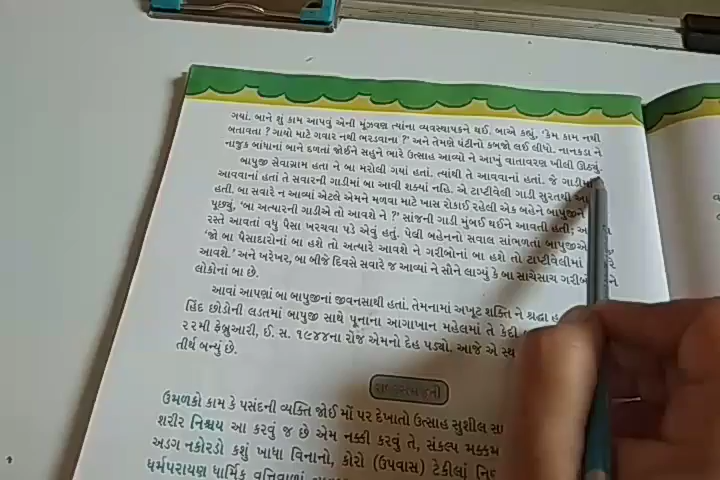 ગયાં. બાને શું કામ આપવું એની મૂંઝવણ ત્યાંના વ્યવસ્થાપકને થઈ. બાએ કહ્યું, ‘કેમ કામ નથી
બતાવતા ? ગાયો માટે ગવાર નથી ભરડવાના ?’ અને તેમણે ઘંટીનો કબજો લઈ લીધો. નાનકડા ને
નાજુક બાંધાનાં બાને દળતાં જોઈને સહુને ભારે ઉત્સાહ આવ્યો ને આખું વાતાવરણ ખીલી ઊઠ્યું.
બાપુજી સેવાગ્રામ હતા ને બા મરોલી ગયાં હતાં. ત્યાંથી તે આવવાનાં હતાં. જે ગાડીમાં
આવવાનાં હતાં તે સવારની ગાડીમાં બા આવી શક્યાં નહિ. એ ટાપ્ટીવેલી ગાડી સુરતથી
હતી. બા સવારે ન આવ્યાં એટલે એમને મળવા માટે ખાસ રોકાઈ રહેલી એક બહેને બાપુજીને
પૂછ્યું, ‘બા અત્યારની ગાડીએ તો આવશે ને ?’ સાંજની ગાડી મુંબઈ થઈને આવતી હતી;
રસ્તે આવતાં વધુ પૈસા ખરચવા પડે એવું હતું. પેલી બહેનનો સવાલ સાંભળતાં બાપુજીએ
‘જો બા પૈસાદારોનાં બા હશે તો અત્યારે આવશે ને ગરીબોનાં બા હશે તો ટાપ્ટીવેલીમાં
આવશે.’ અને ખરેખર, બા બીજે દિવસે સવારે જ આવ્યાં ને સૌને લાગ્યું કે બા સાચેસાચ
લોકોનાં બા છે.
આવાં આપણાં બા બાપુજીનાં જીવનસાથી હતાં. તેમનામાં અખૂટ શક્તિ ને શ્રદ્ધા
હિંદ છોડોની લડતમાં બાપુજી સાથે પૂનાના આગાખાન મહેલમાં તે કેદી
૨૨મી ફેબ્રુઆરી, ઈ. સ. ૧૯૪૪ના રોજ એમનો દેહ પડ્યો. આજે એ
તીર્થ બન્યું છે.
શબ્દસમજૂતી
ઉમળકો કામ કે પસંદની વ્યક્તિ જોઈ મોં પર દેખાતો ઉત્સાહ સુશીલ
શરીર નિશ્ચય આ કરવું જ છે એમ નક્કી કરવું તે, સંકલ્પ મક્કમ
અડગ નકોરડો કશું ખાધા વિનાનો, કોરો (ઉપવાસ) ટેકીલાં
ધર્મપરાયણ ધાર્મિક